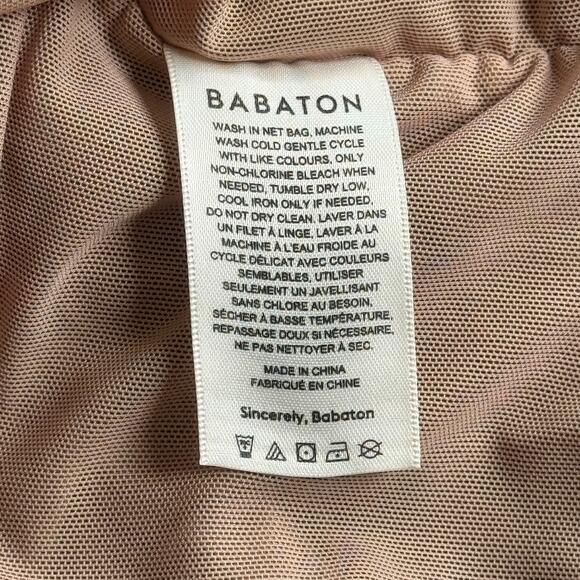 BABATON
WASH IN NET BAG, MACHINE
WASH COLD GENTLE CYCLE
WITH LIKE COLOURS, ONLY
NON-CHLORINE BLEACH WHEN
NEEDED, TUMBLE DRY LOW,
COOL IRON ONLY IF NEEDED,
DO NOT DRY CLEAN. LAVER DANS
UN FILET À LINGE, LAVER À LA
MACHINE À L'EAU FROIDE AU
CYCLE DÉLICAT AVEC COULEURS
SEMBLABLES, UTILISER
SEULEMENT UN JAVELLISANT
SANS CHLORE AU BESOIN,
SÉCHER À BASSE TEMPÉRATURE,
REPASSAGE DOUX SI NÉCESSAIRE,
NE PAS NETTOYER À SEC.
MADE IN CHINA
FABRIQUÉ EN CHINE
Sincerely, Babaton